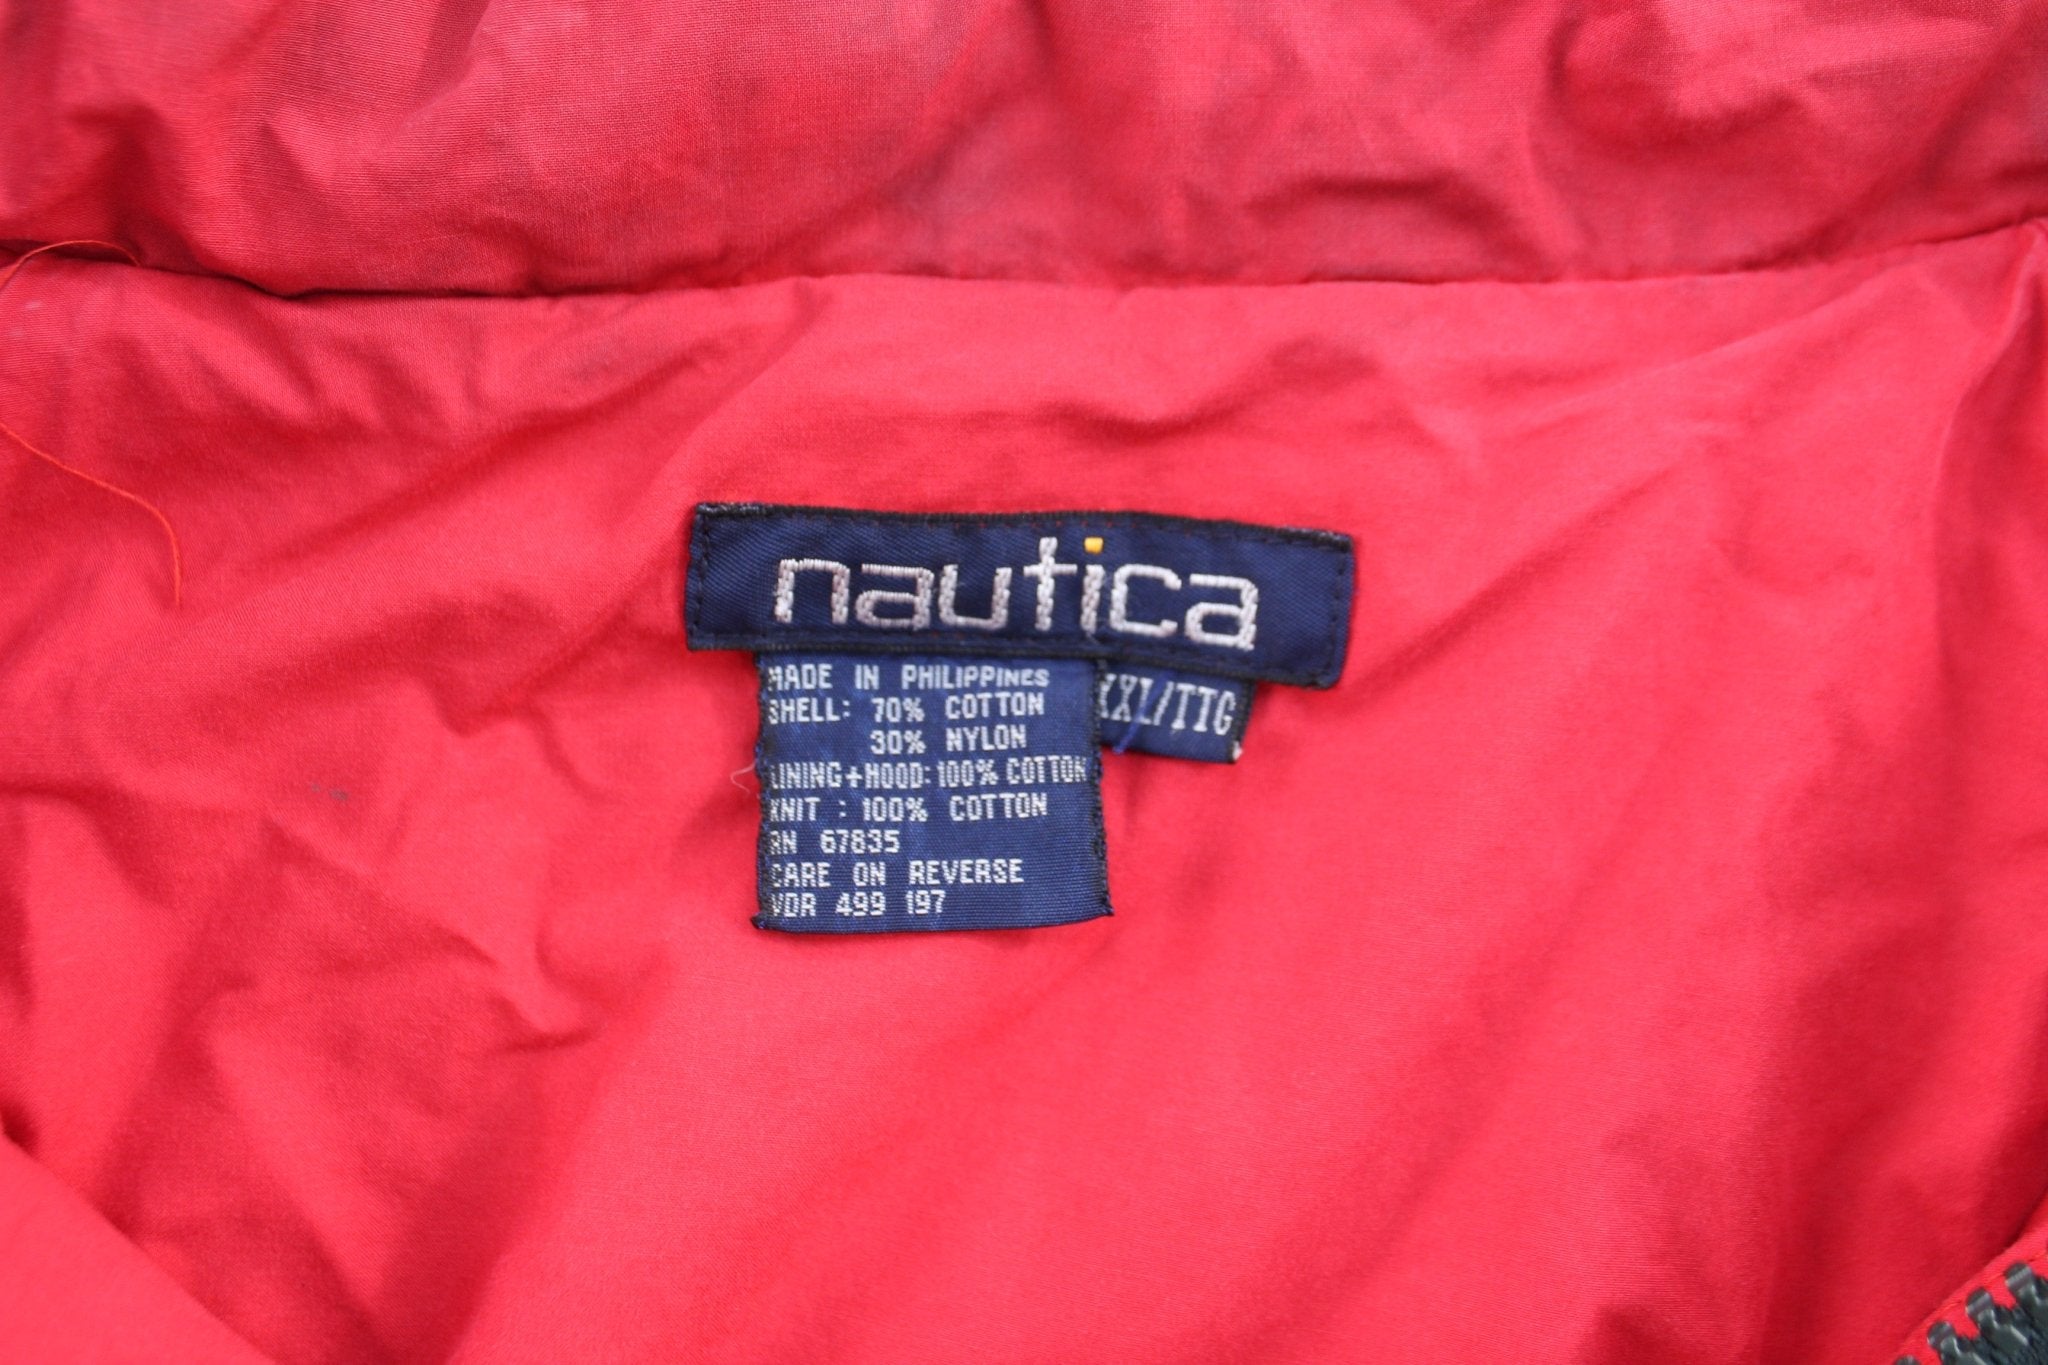 nautica
XXL/TTG
MADE IN PHILIPPINES
SHELL: 70% COTTON
30% NYLON
LINING+HOOD: 100% COTTON
KNIT : 100% COTTON
RN 67835
CARE ON REVERSE
VDR 499 197